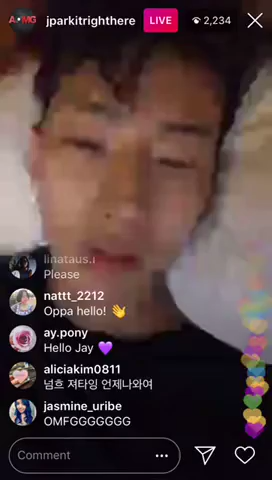 AOMG
jparkitrighthere
LIVE
2,234
linataus.i
Please
nattt_2212
Oppa hello! 👋
ay.pony
Hello Jay 💜
aliciakim0811
넘흐 져타잉 언제나와여
jasmine_uribe
OMFGGGGGGG
Comment